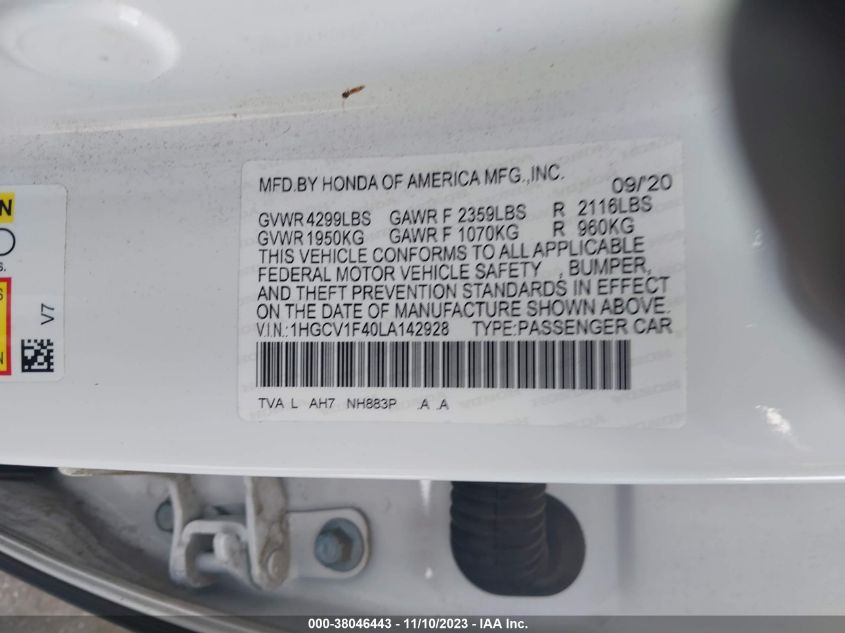 MFD.BY HONDA OF AMERICA MFG.,INC. 09/'20
GVWR 4299LBS GAWR F 2359LBS R 2116LBS
GVWR 1950KG GAWR F 1070KG R 960KG
THIS VEHICLE CONFORMS TO ALL APPLICABLE
FEDERAL MOTOR VEHICLE SAFETY , BUMPER,
AND THEFT PREVENTION STANDARDS IN EFFECT
ON THE DATE OF MANUFACTURE SHOWN ABOVE.
V.I.N.: 1HGCV1F40LA142928 TYPE:PASSENGER CAR
TVA L AH7 NH883P .A .A
V7
000-38046443 - 11/10/2023 - IAA Inc.